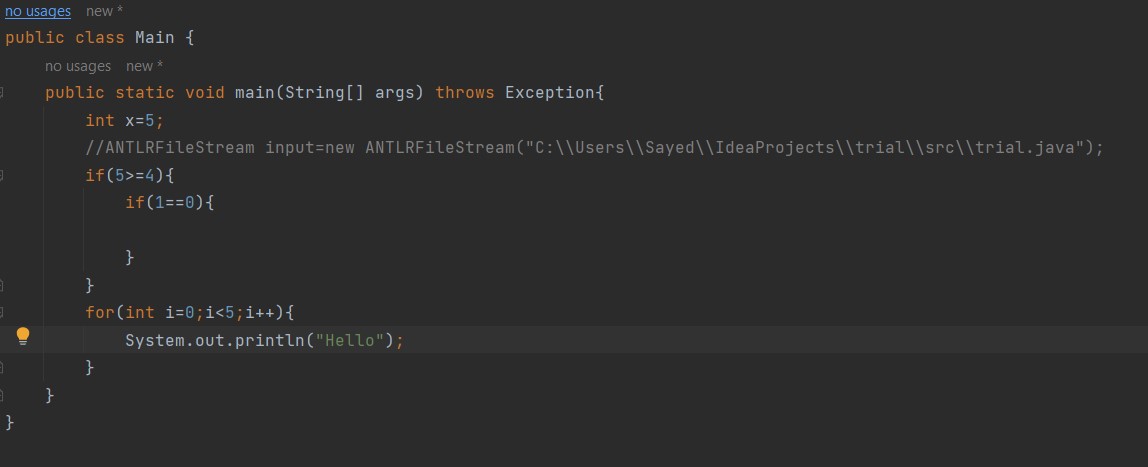 no usages new *
public class Main {
no usages new *
public static void main(String[] args) throws Exception{
int x=5;
//ANTLRFileStream input=new ANTLRFileStream("C:\\Users\\Sayed\\IdeaProjects\\trial\\src\\trial.java");
if(5>=4){
if(1==0){
}
}
for(int i=0;i<5;i++){
System.out.println("Hello");
}
}
}